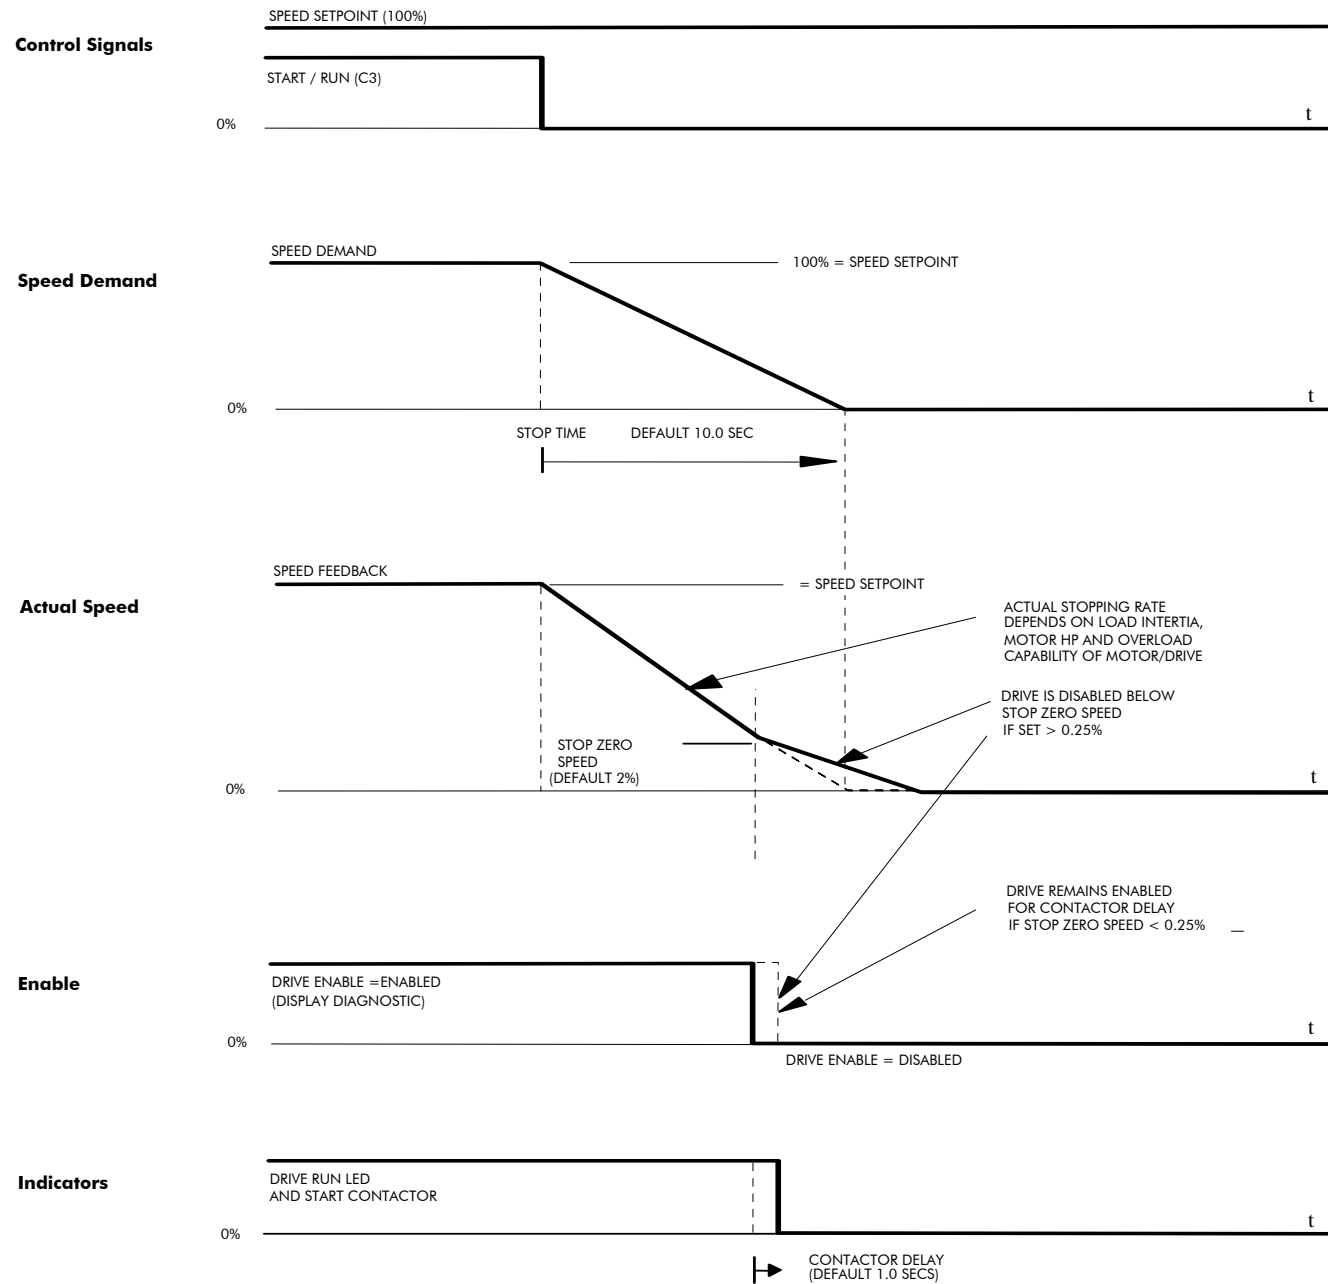 SPEED SETPOINT (100%)
Control Signals
START / RUN (C3)
t
0%
SPEED DEMAND
100% = SPEED SETPOINT
Speed Demand
t
0%
STOP TIME DEFAULT 10.0 SEC
SPEED FEEDBACK
= SPEED SETPOINT
Actual Speed
ACTUAL STOPPING RATE
DEPENDS ON LOAD INTERTIA,
MOTOR HP AND OVERLOAD
CAPABILITY OF MOTOR/DRIVE
DRIVE IS DISABLED BELOW
STOP ZERO SPEED
IF SET > 0.25%
STOP ZERO
SPEED
(DEFAULT 2%)
t
0%
DRIVE REMAINS ENABLED
FOR CONTACTOR DELAY
IF STOP ZERO SPEED < 0.25% _
Enable
DRIVE ENABLE =ENABLED
(DISPLAY DIAGNOSTIC)
t
0%
DRIVE ENABLE = DISABLED
Indicators
DRIVE RUN LED
AND START CONTACTOR
t
0%
CONTACTOR DELAY
(DEFAULT 1.0 SECS)